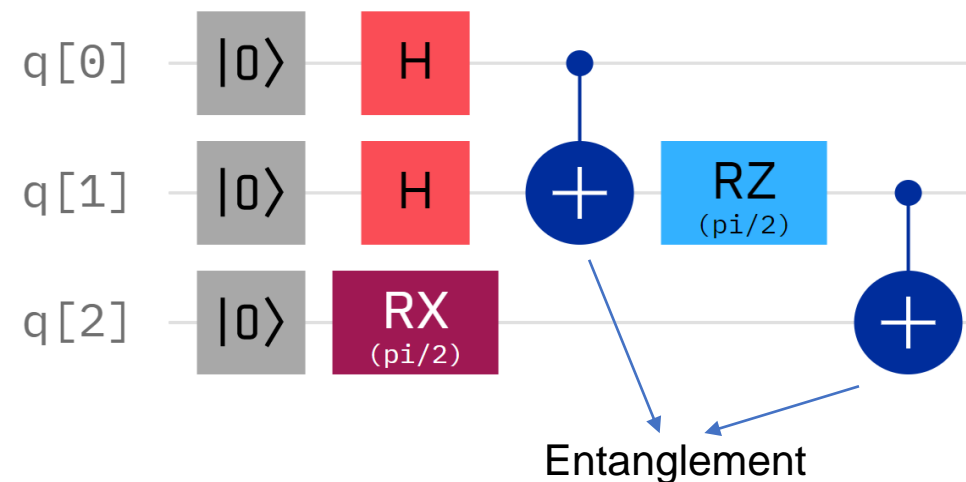 q[0] |0⟩ H
q[1] |0⟩ H RZ
(pi/2)
q[2] |0⟩ RX
(pi/2)
Entanglement